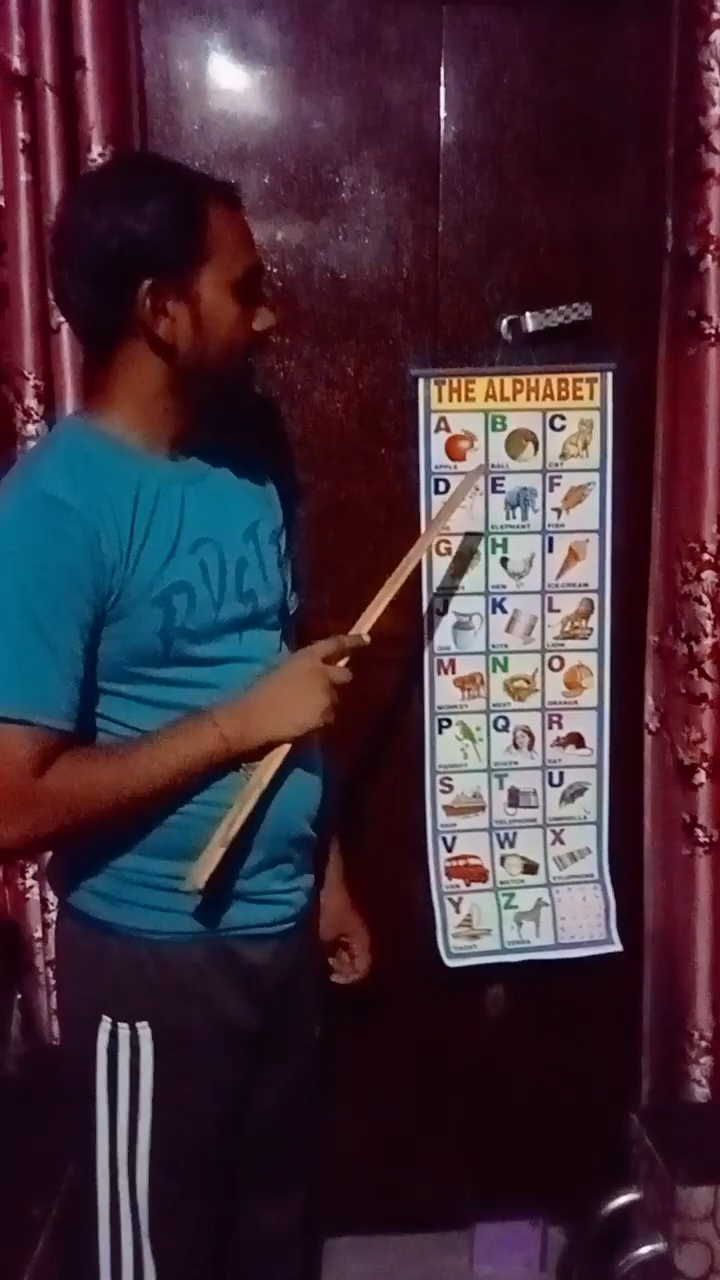 THE ALPHABET
A B C
APPLE BALL CAT
D E F
ELEPHANT FISH
G H I
HEN ICE CREAM
J K L
JUG KITE LION
M N O
MONKEY NEST ORANGE
P Q R
PARROT QUEEN RAT
S T U
SHIP TELEPHONE UMBRELLA
V W X
VAN WATCH XYLOPHONE
Y Z
YACHT ZEBRA